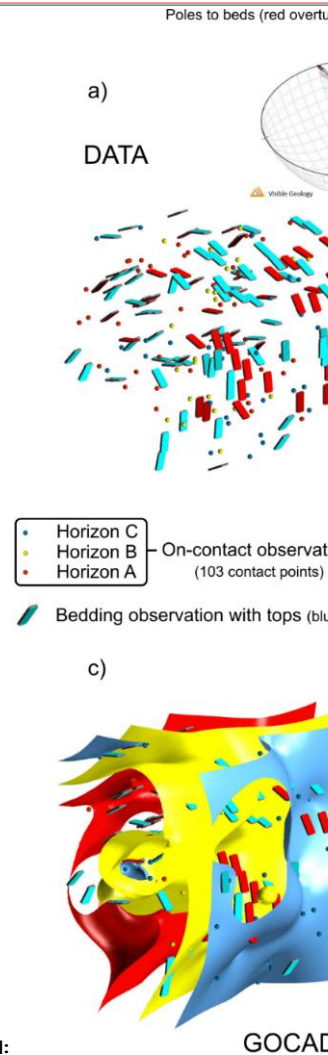 Poles to beds (red overtu
a)
DATA
Visible Geology
Horizon C
Horizon B
Horizon A
On-contact observat
(103 contact points)
Bedding observation with tops (blu
c)
GOCAD
l: